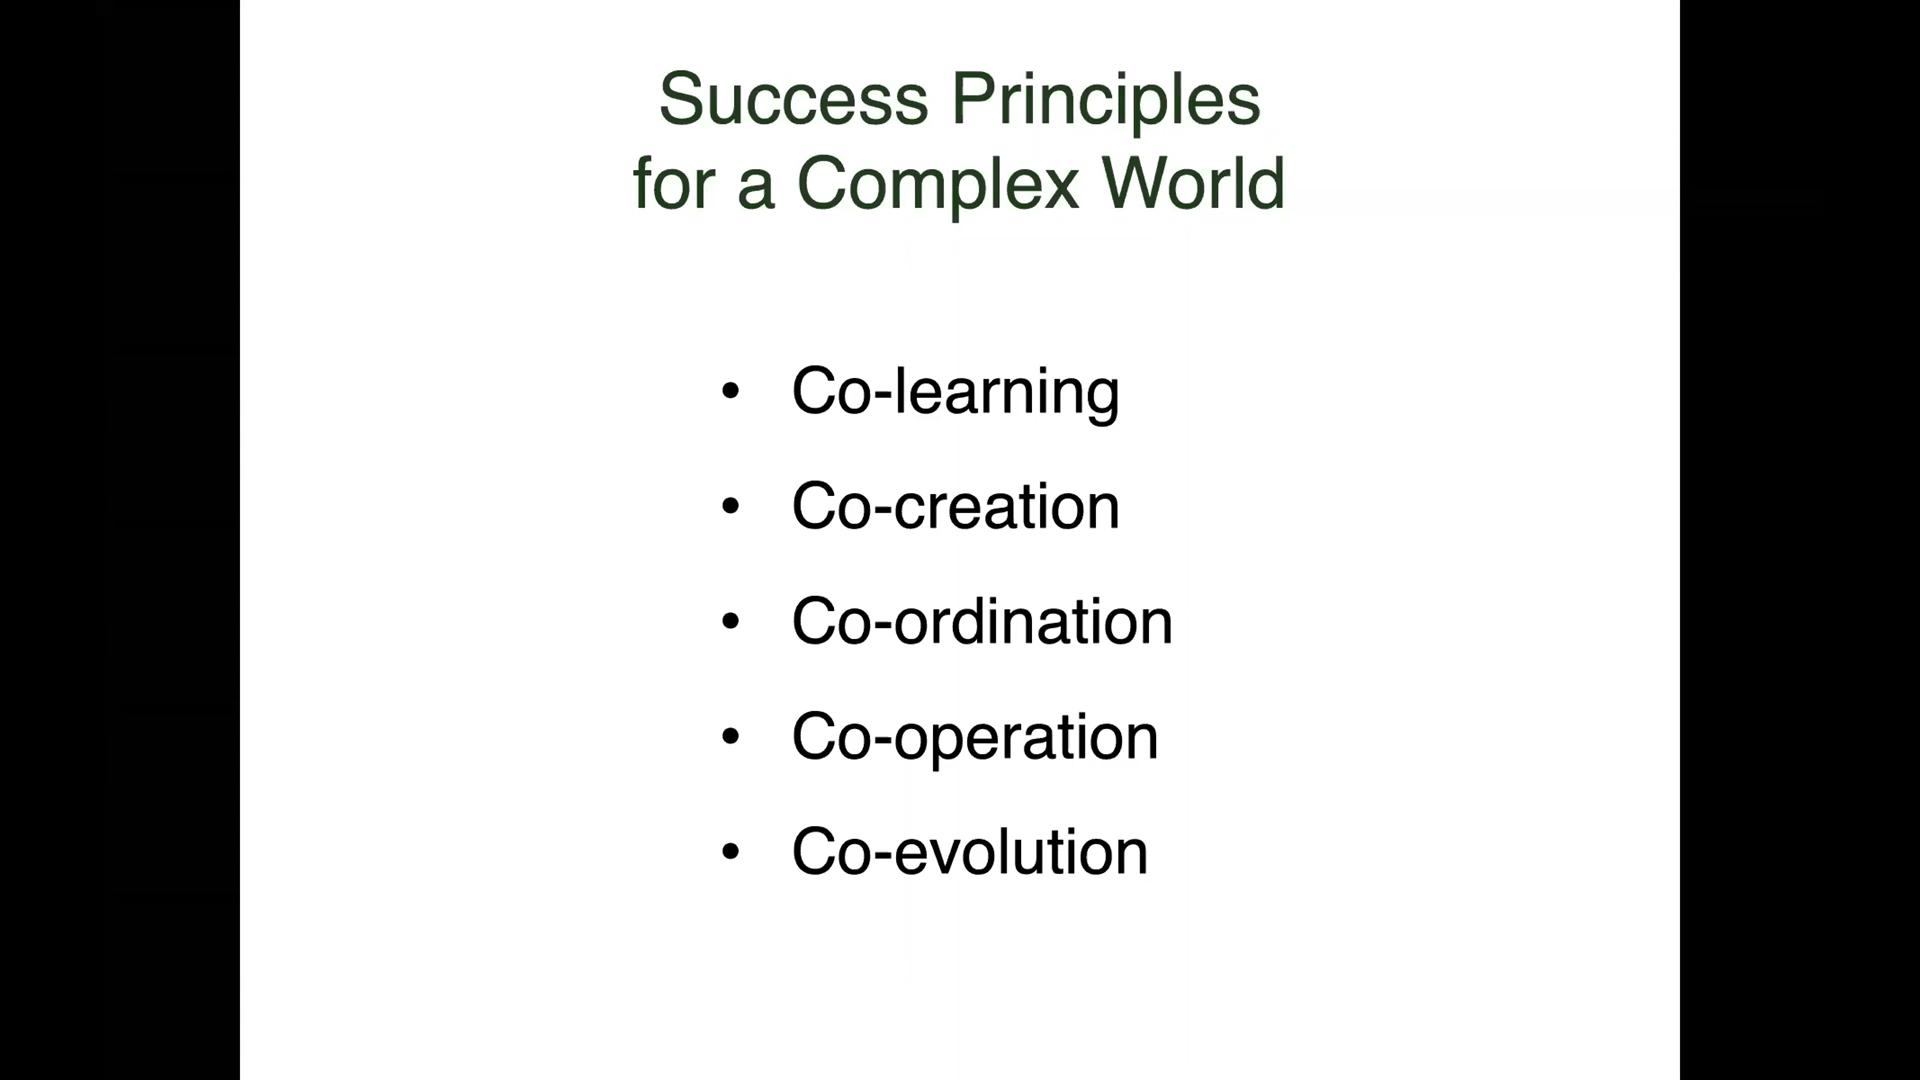 Success Principles
for a Complex World
• Co-learning
• Co-creation
• Co-ordination
• Co-operation
• Co-evolution